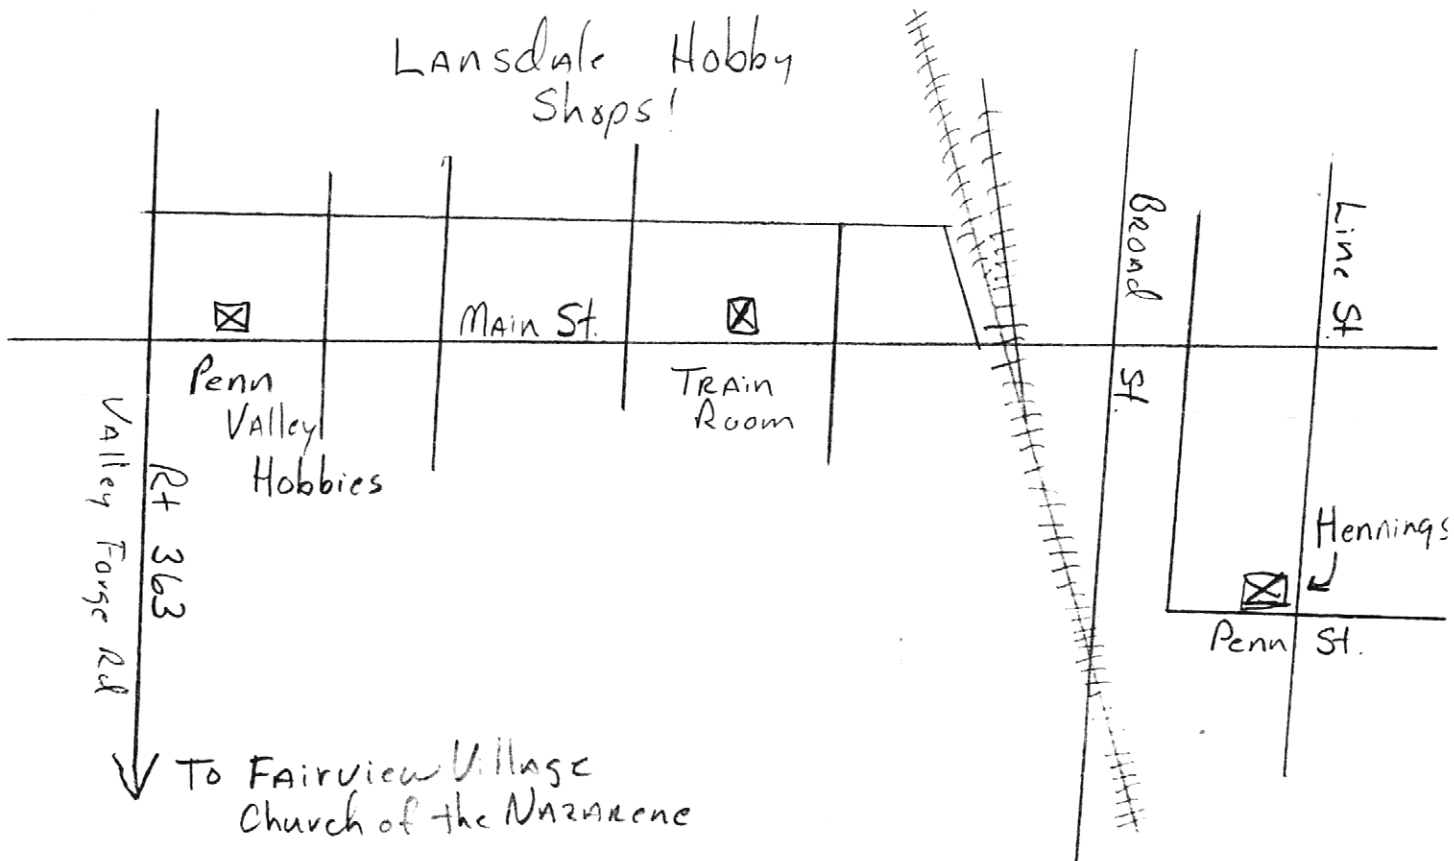 Lansdale Hobby
Shops!
Broad
St.
Line St.
Main St.
Penn
Valley
Hobbies
Train
Room
Valley Forge Rd
Rt 363
Hennings
Penn St.
To Fairview Village
Church of the Nazarene